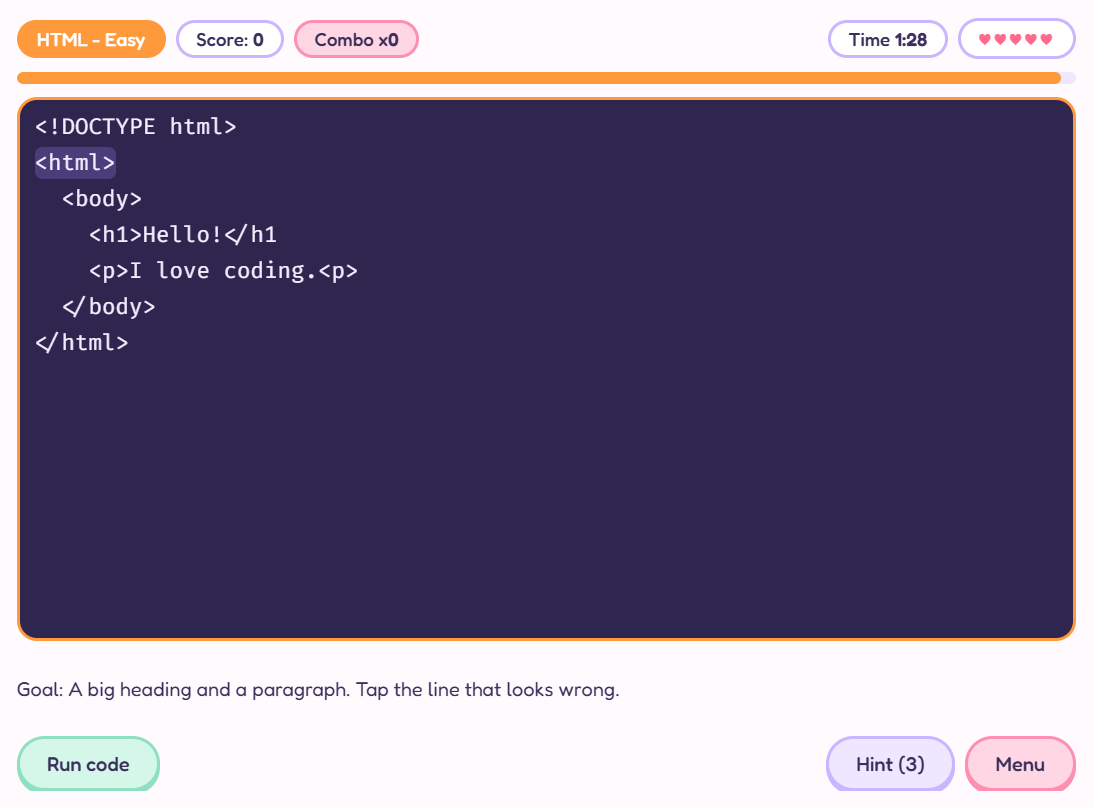 HTML - Easy Score: 0 Combo x0 Time 1:28 ♥♥♥♥♥
<!DOCTYPE html>
<html>
  <body>
    <h1>Hello!</h1
    <p>I love coding.<p>
  </body>
</html>
Goal: A big heading and a paragraph. Tap the line that looks wrong.
Run code Hint (3) Menu